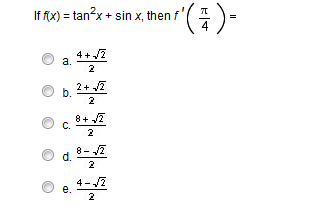 If f(x) = tan²x + sin x, then f'(π/4) =
a. (4 + √2)/2
b. (2 + √2)/2
c. (8 + √2)/2
d. (8 − √2)/2
e. (4 − √2)/2